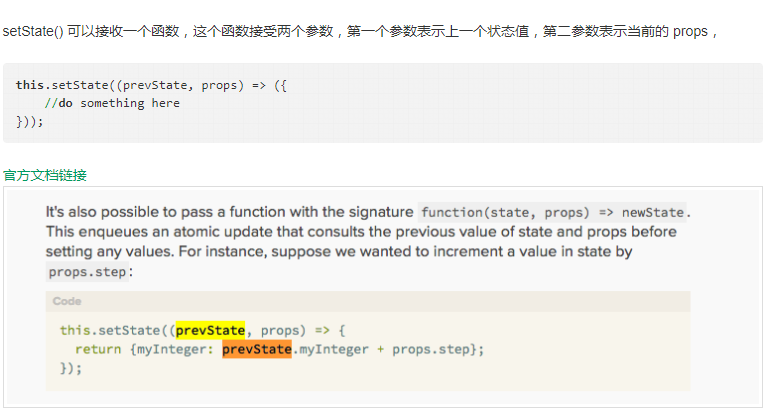 setState() 可以接收一个函数，这个函数接受两个参数，第一个参数表示上一个状态值，第二参数表示当前的 props，
this.setState((prevState, props) => ({
    //do something here
}));
官方文档链接
It's also possible to pass a function with the signature function(state, props) => newState.
This enqueues an atomic update that consults the previous value of state and props before
setting any values. For instance, suppose we wanted to increment a value in state by
props.step:
Code
this.setState((prevState, props) => {
  return {myInteger: prevState.myInteger + props.step};
});